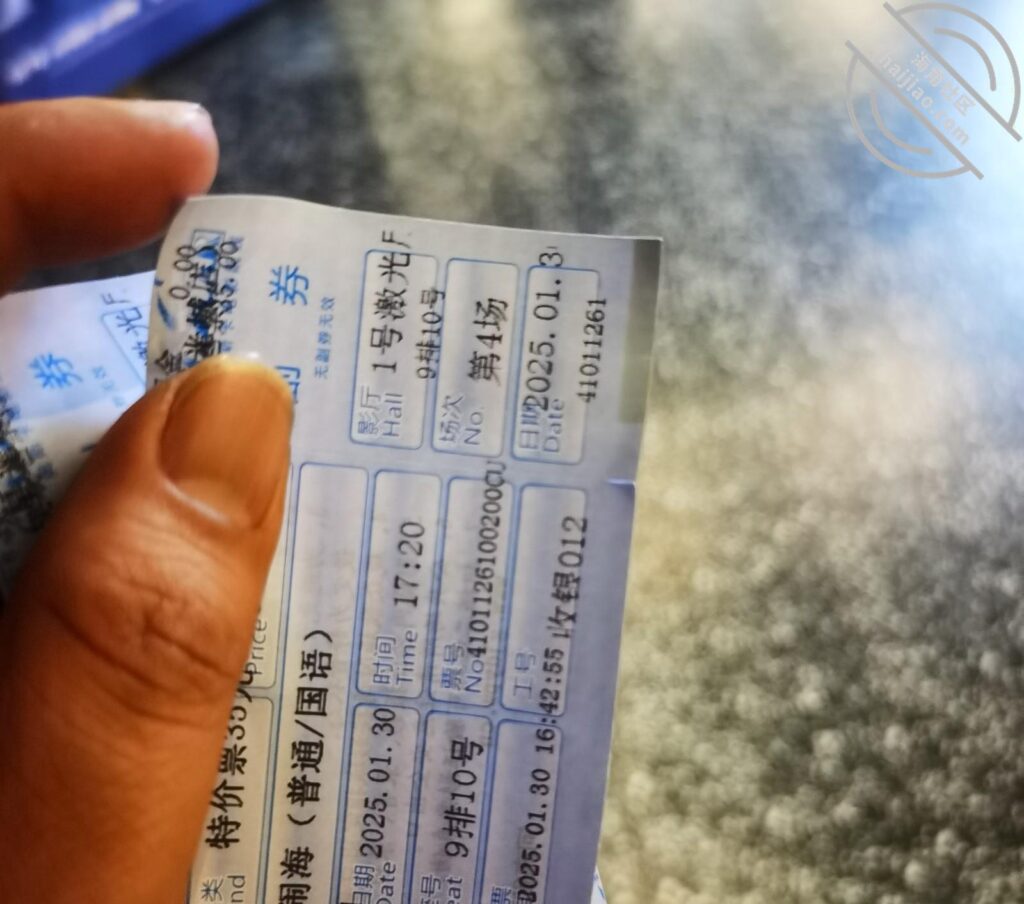 海角社区
haijiao.com
券
无副券无效
影厅
Hall
1号激光厅
9排10号
场次
No.
第4场
日期
Date
2025.01.3
41011261
券
Price
特价票35元
闹海（普通/国语）
日期
Date
2025.01.30
时间
Time
17:20
9排10号
票号
No
410112610020000
2025.01.30 16:42:55
工号
收银012